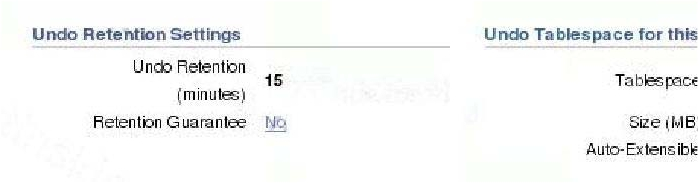 Undo Retention Settings
Undo Retention
(minutes)
15
Retention Guarantee No
Undo Tablespace for this
Tablespace
Size (MB
Auto-Extensible